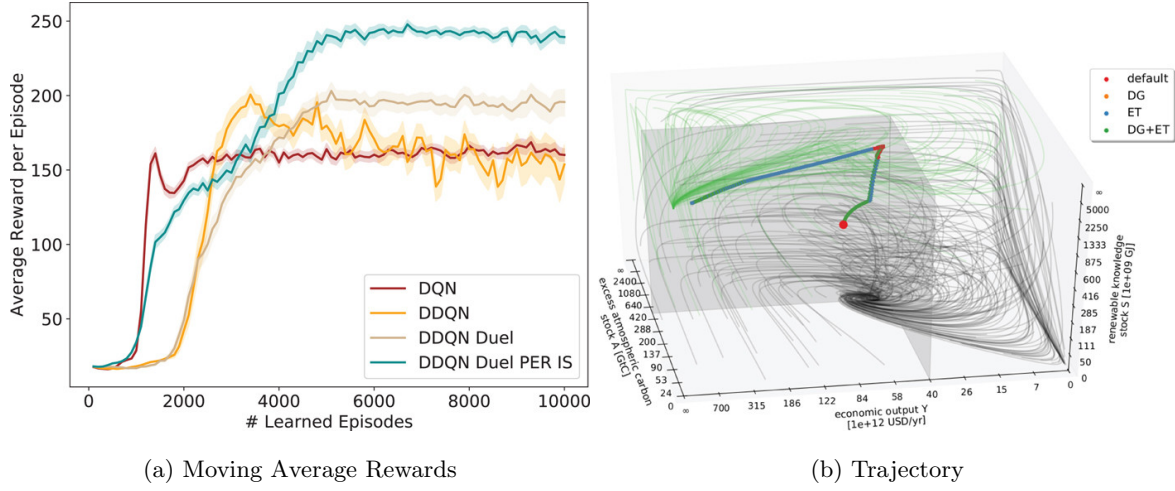 250
200
150
100
50
Average Reward per Episode
0
2000
4000
6000
8000
10000
# Learned Episodes
DQN
DDQN
DDQN Duel
DDQN Duel PER IS
(a) Moving Average Rewards
default
DG
ET
DG+ET
∞
5000
2250
1333
875
600
416
285
187
111
50
0
renewable knowledge
stock S [1e+09 GJ]
∞
2400
1080
640
420
288
200
137
90
53
24
0
excess atmospheric carbon
stock A [GtC]
∞
700
315
186
122
84
58
40
26
15
7
0
economic output Y
[1e+12 USD/yr]
(b) Trajectory